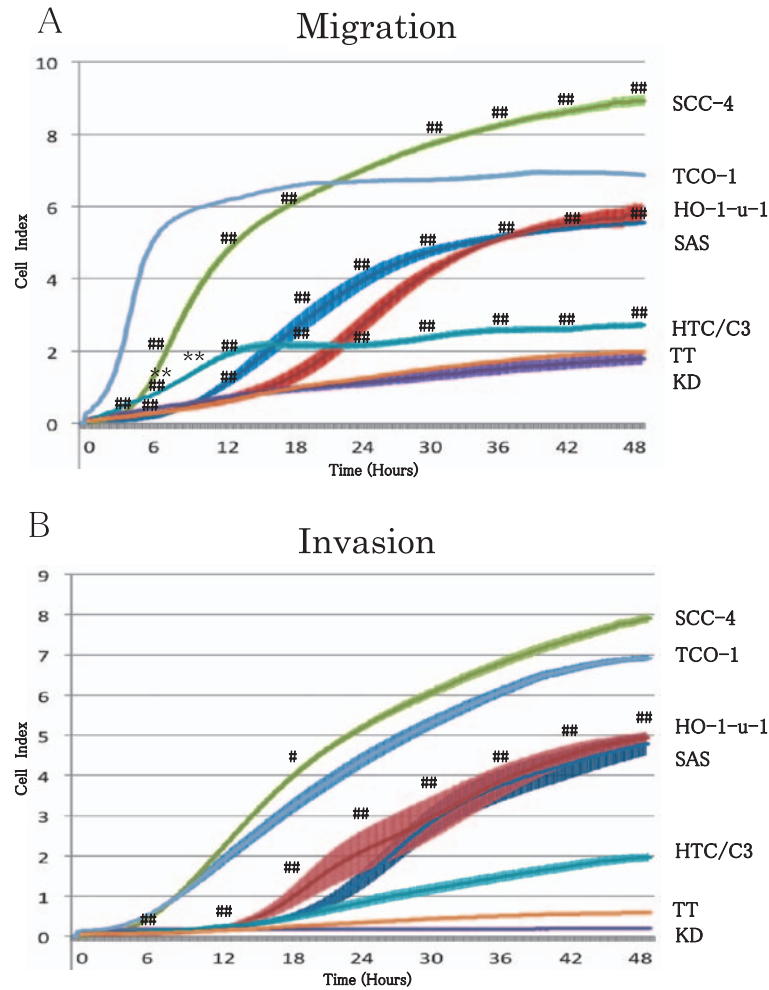 A
Migration
10
8
6
4
2
0
Cell Index
## ## ## ## ## ## ##
## ## ## ## ## ## ##
** **
## ## ## ## ## ## ##
## ## ##
SCC-4
TCO-1
HO-1-u-1
SAS
HTC/C3
TT
KD
0 6 12 18 24 30 36 42 48
Time (Hours)
B
Invasion
9
8
7
6
5
4
3
2
1
0
Cell Index
#
## ## ## ## ## ## ## ##
SCC-4
TCO-1
HO-1-u-1
SAS
HTC/C3
TT
KD
0 6 12 18 24 30 36 42 48
Time (Hours)